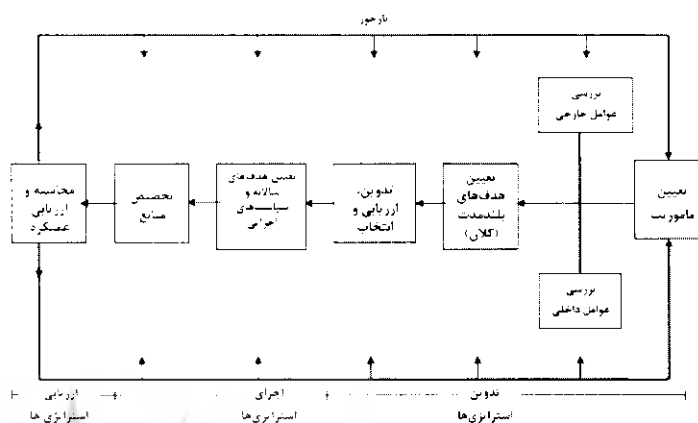 بازخور
بررسی
عوامل خارجی
تعیین
ماموریت
تعیین
هدف‌های
بلندمدت
(کلان)
تدوین،
ارزیابی و
انتخاب
تعیین هدف‌های
سالانه و
سیاست‌های
اجرائی
تخصیص
منابع
محاسبه و
ارزیابی
عملکرد
بررسی
عوامل داخلی
تدوین
استراتژی‌ها
اجرای
استراتژی‌ها
ارزیابی
استراتژی‌ها